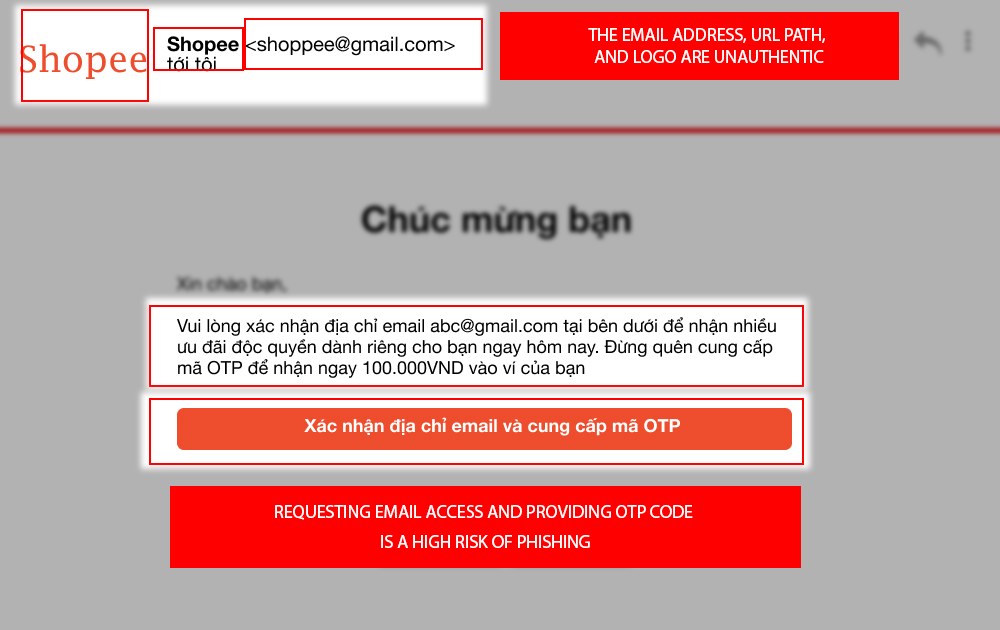 Shopee
Shopee <shoppee@gmail.com>
tới tôi
THE EMAIL ADDRESS, URL PATH,
AND LOGO ARE UNAUTHENTIC
Chúc mừng bạn
Xin chào bạn,
Vui lòng xác nhận địa chỉ email abc@gmail.com tại bên dưới để nhận nhiều
ưu đãi độc quyền dành riêng cho bạn ngay hôm nay. Đừng quên cung cấp
mã OTP để nhận ngay 100.000VND vào ví của bạn
Xác nhận địa chỉ email và cung cấp mã OTP
REQUESTING EMAIL ACCESS AND PROVIDING OTP CODE
IS A HIGH RISK OF PHISHING